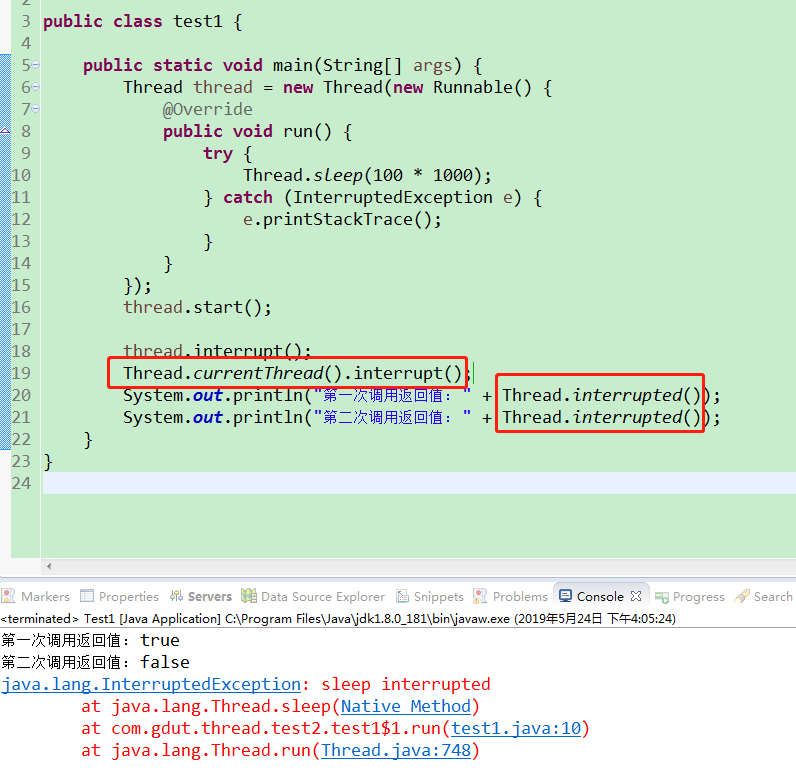 3 public class test1 {
4
5 public static void main(String[] args) {
6 Thread thread = new Thread(new Runnable() {
7 @Override
8 public void run() {
9 try {
10 Thread.sleep(100 * 1000);
11 } catch (InterruptedException e) {
12 e.printStackTrace();
13 }
14 }
15 });
16 thread.start();
17
18 thread.interrupt();
19 Thread.currentThread().interrupt();
20 System.out.println("第一次调用返回值：" + Thread.interrupted());
21 System.out.println("第二次调用返回值：" + Thread.interrupted());
22 }
23 }
24
Markers Properties Servers Data Source Explorer Snippets Problems Console Progress Search
<terminated> Test1 [Java Application] C:\Program Files\Java\jdk1.8.0_181\bin\javaw.exe (2019年5月24日 下午4:05:24)
第一次调用返回值：true
第二次调用返回值：false
java.lang.InterruptedException: sleep interrupted
at java.lang.Thread.sleep(Native Method)
at com.gdut.thread.test2.test1$1.run(test1.java:10)
at java.lang.Thread.run(Thread.java:748)